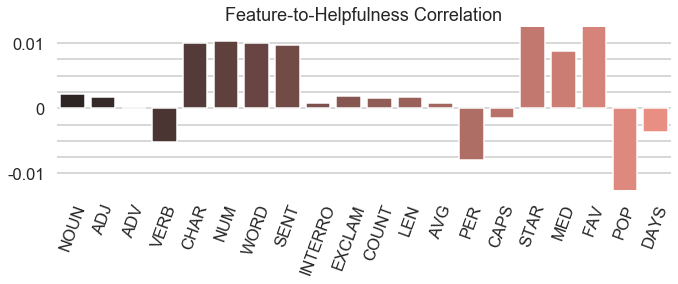 Feature-to-Helpfulness Correlation
0.01
0
-0.01
NOUN
ADJ
ADV
VERB
CHAR
NUM
WORD
SENT
INTERRO
EXCLAM
COUNT
LEN
AVG
PER
CAPS
STAR
MED
FAV
POP
DAYS